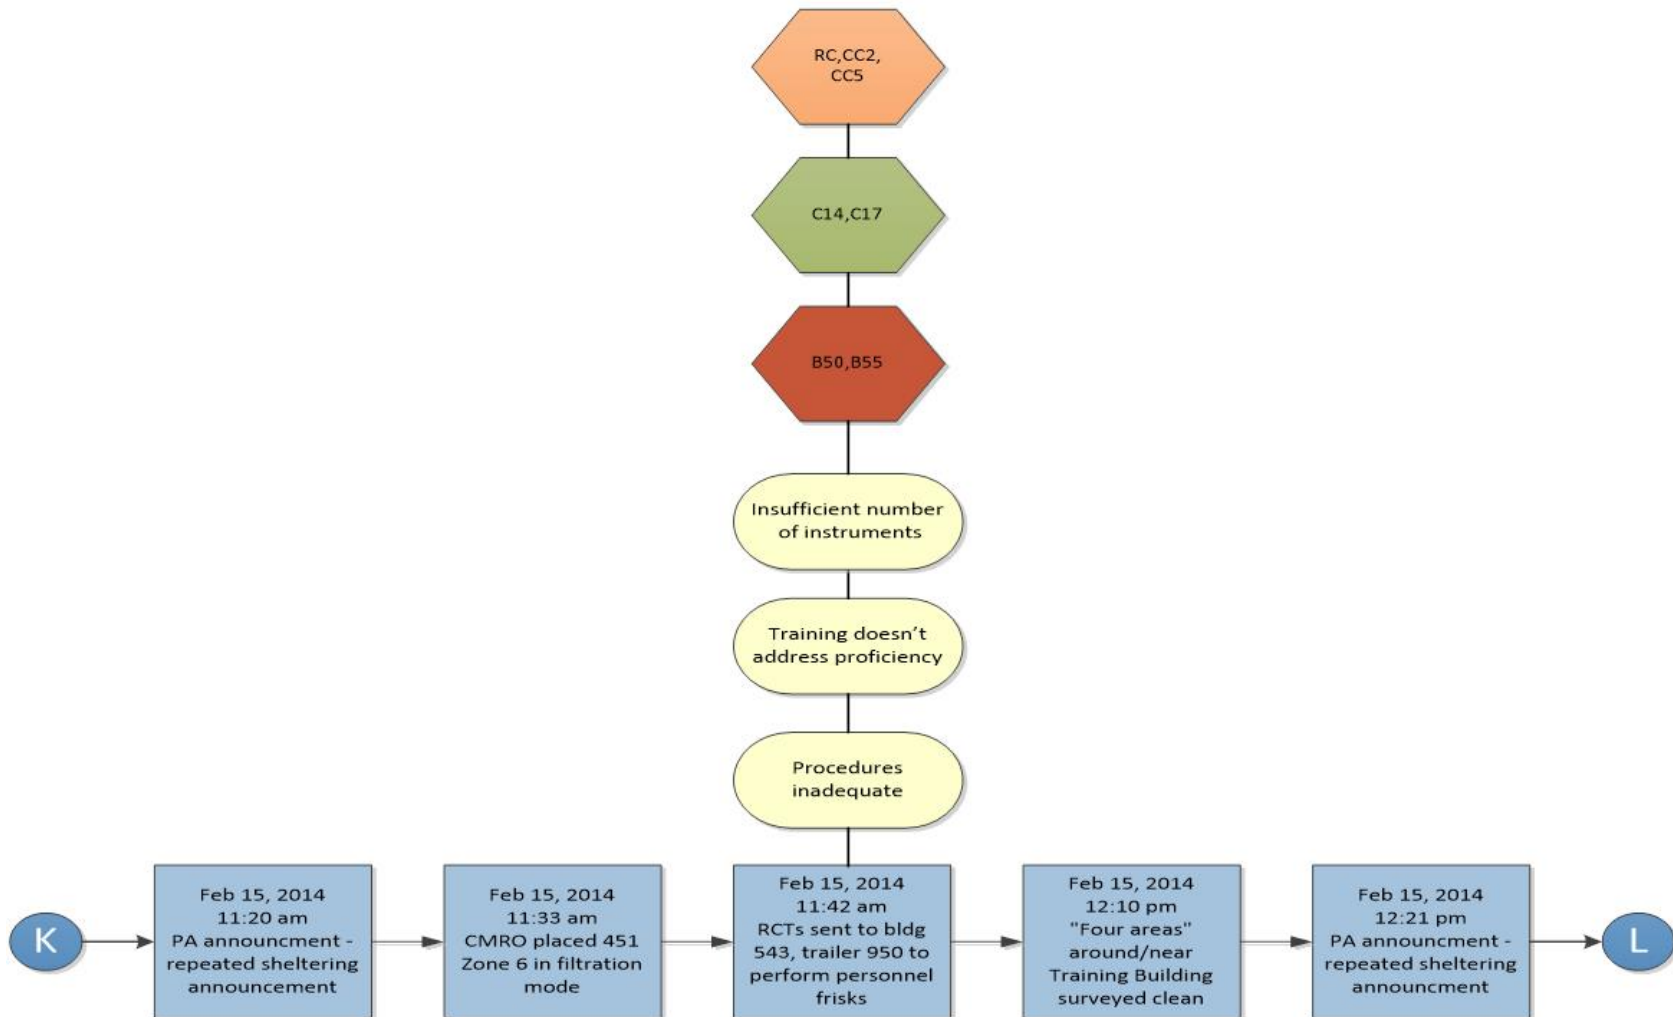 RC,CC2,
CC5
C14,C17
B50,B55
Insufficient number
of instruments
Training doesn’t
address proficiency
Procedures
inadequate
K
Feb 15, 2014
11:20 am
PA announcment -
repeated sheltering
announcement
Feb 15, 2014
11:33 am
CMRO placed 451
Zone 6 in filtration
mode
Feb 15, 2014
11:42 am
RCTs sent to bldg
543, trailer 950 to
perform personnel
frisks
Feb 15, 2014
12:10 pm
"Four areas"
around/near
Training Building
surveyed clean
Feb 15, 2014
12:21 pm
PA announcment -
repeated sheltering
announcment
L